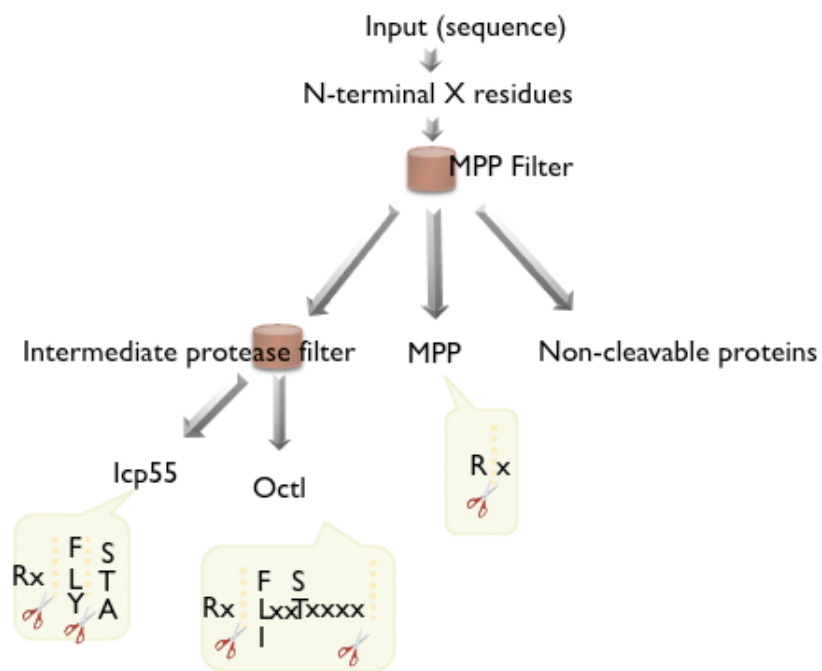 Input (sequence)
N-terminal X residues
MPP Filter
Intermediate protease filter
MPP
Non-cleavable proteins
R x
Icp55
Octl
F
S
Rx
L
T
Y
A
F
S
Rx
LxxTxxxx
I